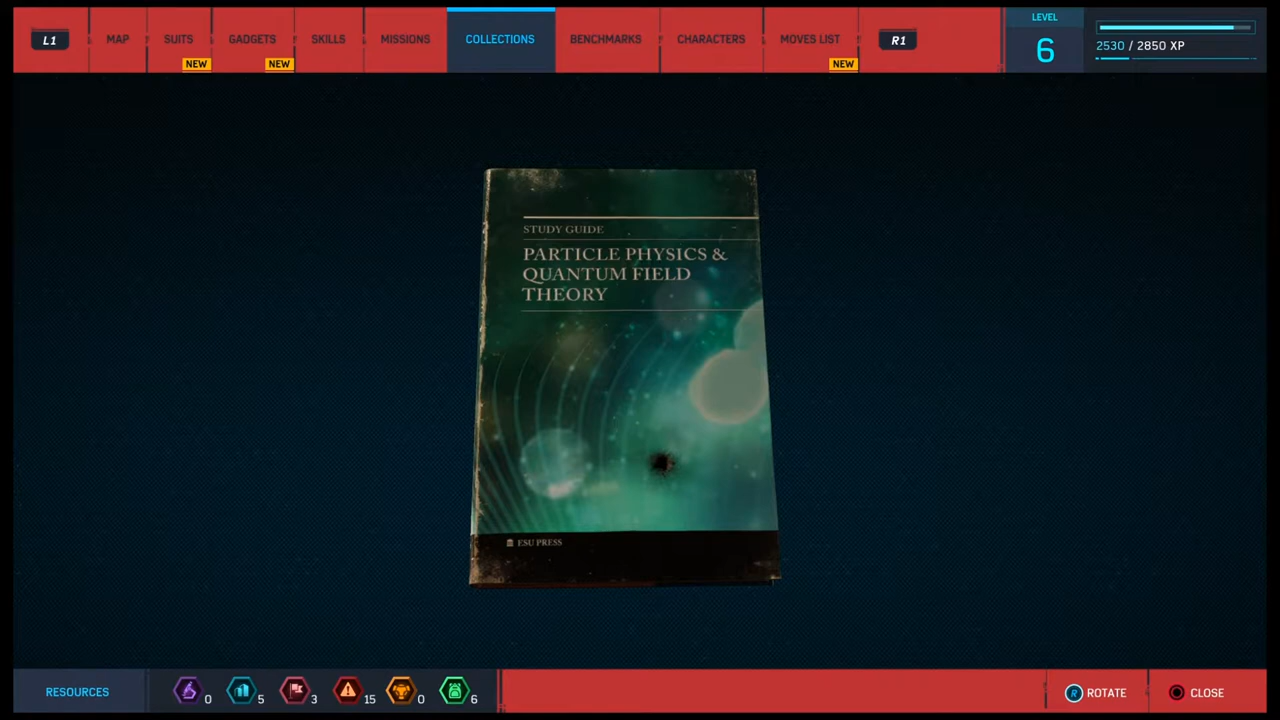 L1 MAP SUITS GADGETS SKILLS MISSIONS COLLECTIONS BENCHMARKS CHARACTERS MOVES LIST R1
NEW NEW NEW
LEVEL
6
2530 / 2850 XP
STUDY GUIDE
PARTICLE PHYSICS &
QUANTUM FIELD
THEORY
ESU PRESS
RESOURCES 0 5 3 15 0 6 R ROTATE CLOSE